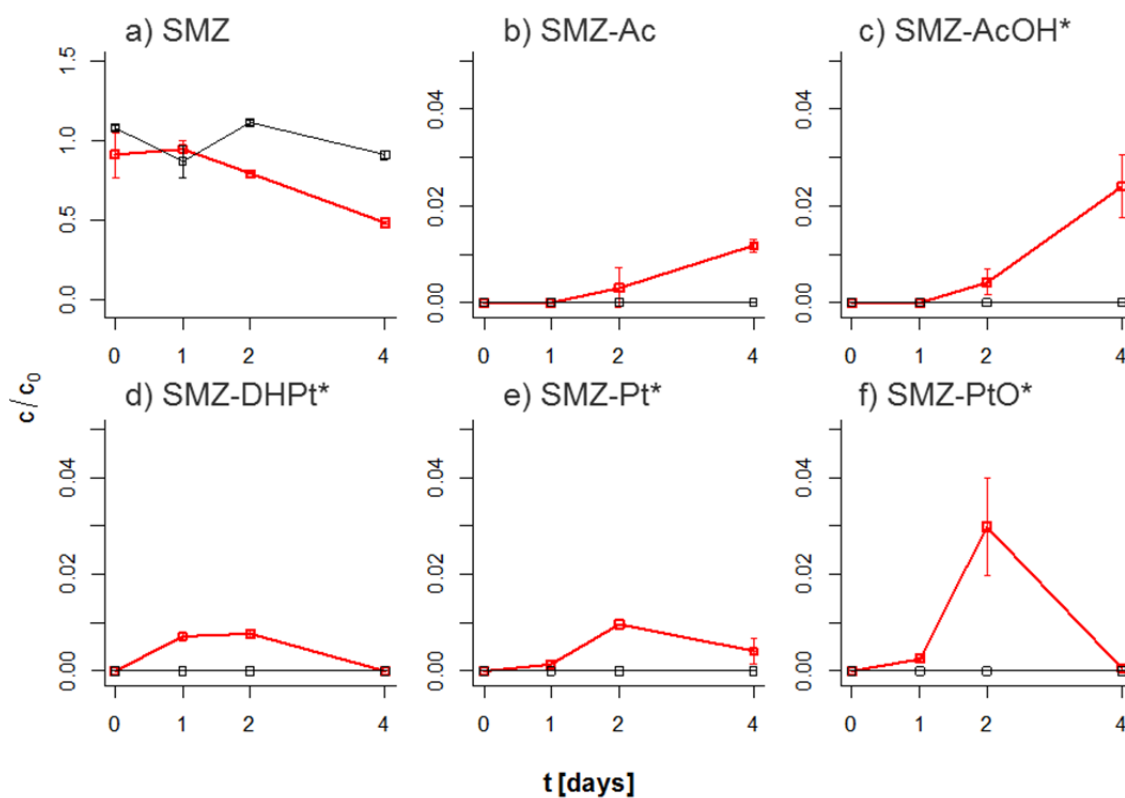 a) SMZ
b) SMZ-Ac
c) SMZ-AcOH*
1.5
1.0
0.5
0.0
0.04
0.02
0.00
0.04
0.02
0.00
0 1 2 4
0 1 2 4
0 1 2 4
c / c₀
d) SMZ-DHPt*
e) SMZ-Pt*
f) SMZ-PtO*
0.04
0.02
0.00
0.04
0.02
0.00
0.04
0.02
0.00
0 1 2 4
0 1 2 4
0 1 2 4
t [days]